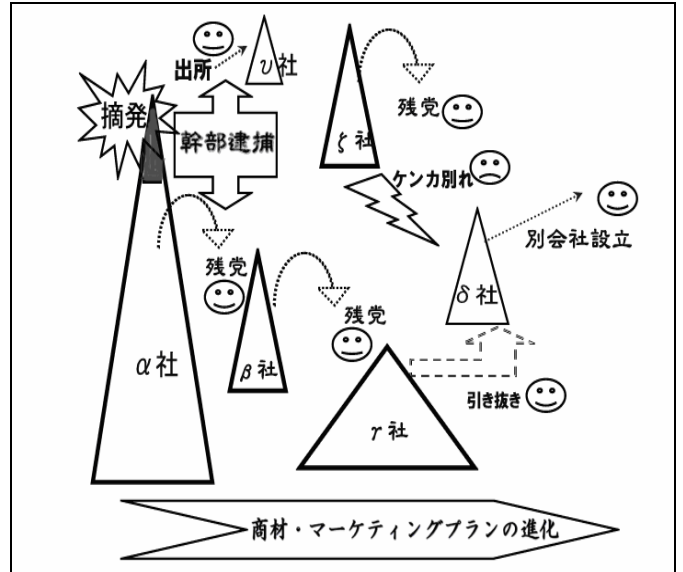 出所
υ社
摘発
幹部逮捕
ζ社
残党
ケンカ別れ
別会社設立
残党
δ社
残党
α社
β社
引き抜き
γ社
商材・マーケティングプランの進化